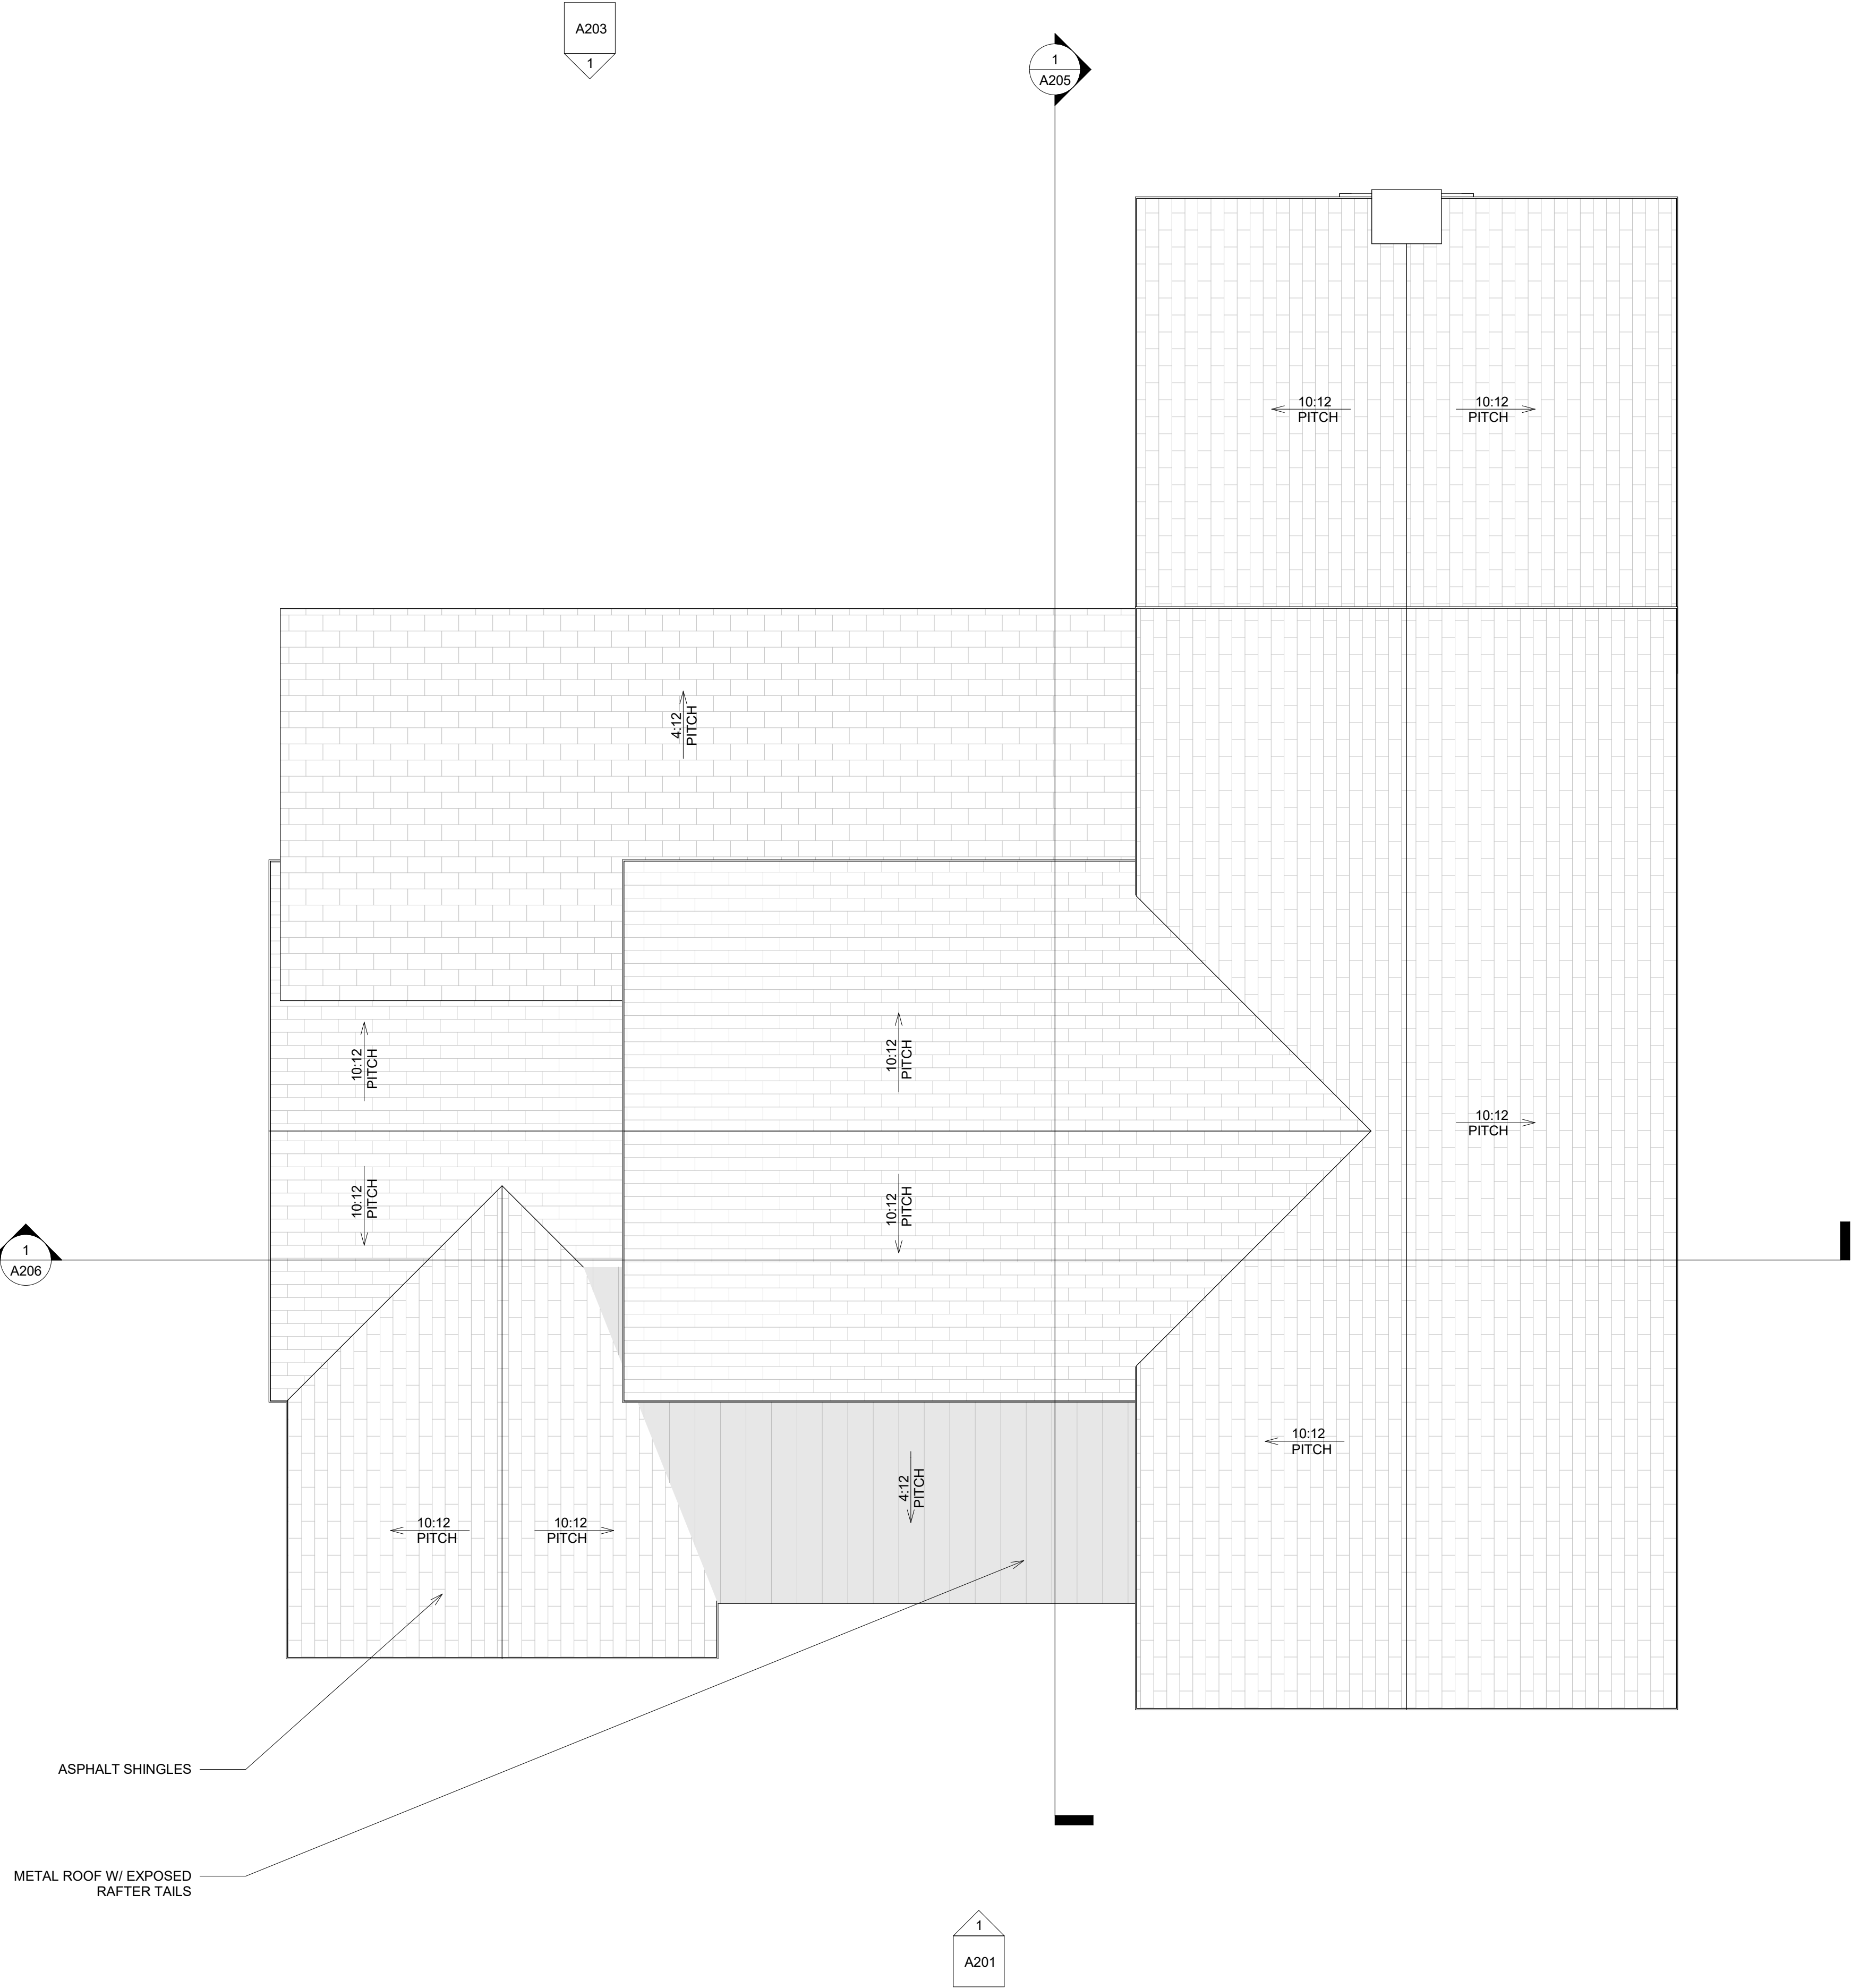 A203
1
1
A205
10:12
PITCH
10:12
PITCH
4:12
PITCH
10:12
PITCH
10:12
PITCH
10:12
PITCH
10:12
PITCH
10:12
PITCH
1
A206
10:12
PITCH
4:12
PITCH
10:12
PITCH
10:12
PITCH
ASPHALT SHINGLES
METAL ROOF W/ EXPOSED
RAFTER TAILS
1
A201